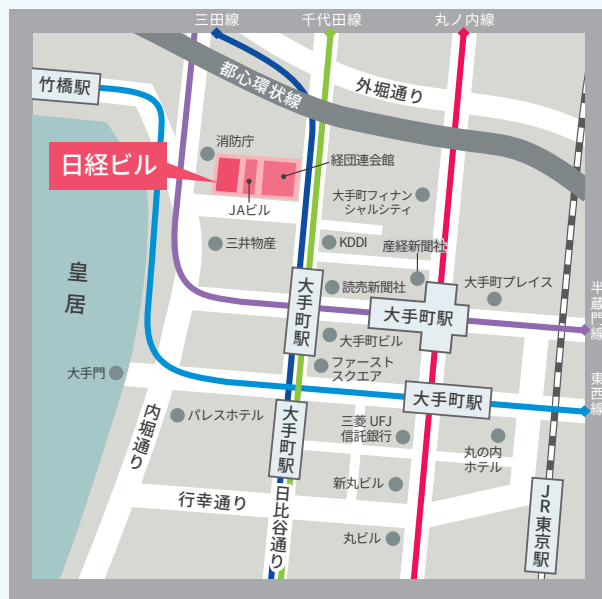 三田線
千代田線
丸ノ内線
竹橋駅
都心環状線
外堀通り
消防庁
日経ビル
経団連会館
JAビル
大手町フィナン
シャルシティ
三井物産
KDDI
産経新聞社
皇居
大手町駅
読売新聞社
大手町プレイス
半蔵門線
大手町駅
大手町ビル
ファースト
スクエア
大手門
東西線
大手町駅
内堀通り
パレスホテル
大手町駅
三菱 UFJ
信託銀行
丸の内
ホテル
新丸ビル
行幸通り
日比谷通り
JR東京駅
丸ビル